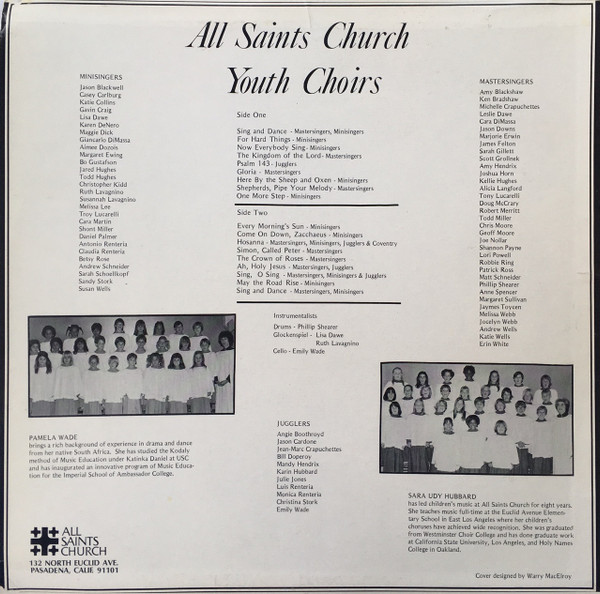 All Saints Church
Youth Choirs
MINISINGERS
Jason Blackwell
Casey Carlburg
Katie Collins
Gavin Craig
Lisa Dawe
Karen DeNero
Maggie Dick
Giancarlo DiMassa
Aimee Dozois
Margaret Ewing
Bo Gustafson
Jared Hughes
Todd Hughes
Christopher Kidd
Ruth Lavagnino
Susannah Lavagnino
Melissa Lee
Troy Lucarelli
Cara Martin
Shont Miller
Daniel Palmer
Antonio Renteria
Claudia Renteria
Betsy Rose
Andrew Schneider
Sarah Schoellkopf
Sandy Stork
Susan Wells
Side One
Sing and Dance - Mastersingers, Minisingers
For Hard Things - Minisingers
Now Everybody Sing - Minisingers
The Kingdom of the Lord - Mastersingers
Psalm 143 - Jugglers
Gloria - Mastersingers
Here By the Sheep and Oxen - Minisingers
Shepherds, Pipe Your Melody - Mastersingers
One More Step - Minisingers
Side Two
Every Morning's Sun - Minisingers
Come On Down, Zacchaeus - Minisingers
Hosanna - Mastersingers, Minisingers, Jugglers & Coventry
Simon, Called Peter - Mastersingers
The Crown of Roses - Mastersingers
Ah, Holy Jesus - Mastersingers, Jugglers
Sing, O Sing - Mastersingers, Minisingers & Jugglers
May the Road Rise - Minisingers
Sing and Dance - Mastersingers, Minisingers
Instrumentalists
Drums - Phillip Shearer
Glockenspiel - Lisa Dawe
Ruth Lavagnino
Cello - Emily Wade
MASTERSINGERS
Amy Blackshaw
Ken Bradshaw
Michelle Crapuchettes
Leslie Dawe
Cara DiMassa
Jason Downs
Marjorie Erwin
James Felton
Sarah Gillett
Scott Grollnek
Amy Hendrix
Joshua Horn
Kellie Hughes
Alicia Langford
Tony Lucarelli
Doug McCrary
Robert Merritt
Todd Miller
Chris Moore
Geoff Moore
Joe Nollar
Shannon Payne
Lori Powell
Robbie Ring
Patrick Ross
Matt Schneider
Phillip Shearer
Anne Spencer
Margaret Sullivan
Jaymes Toycen
Melissa Webb
Jocelyn Webb
Andrew Wells
Katie Wells
Erin White
PAMELA WADE
brings a rich background of experience in drama and dance
from her native South Africa. She has studied the Kodaly
method of Music Education under Katinka Daniel at USC
and has inaugurated an innovative program of Music Educa-
tion for the Imperial School of Ambassador College.
JUGGLERS
Angie Boothroyd
Jason Cardone
Jean-Marc Crapuchettes
Bill Doperoy
Mandy Hendrix
Karin Hubbard
Julie Jones
Luis Renteria
Monica Renteria
Christina Stork
Emily Wade
SARA UDY HUBBARD
has led children's music at All Saints Church for eight years.
She teaches music full-time at the Euclid Avenue Elemen-
tary School in East Los Angeles where her children's
choruses have achieved wide recognition. She was graduated
from Westminster Choir College and has done graduate work
at California State University, Los Angeles, and Holy Names
College in Oakland.
ALL
SAINTS
CHURCH
132 NORTH EUCLID AVE.
PASADENA, CALIF 91101
Cover designed by Warry MacElroy